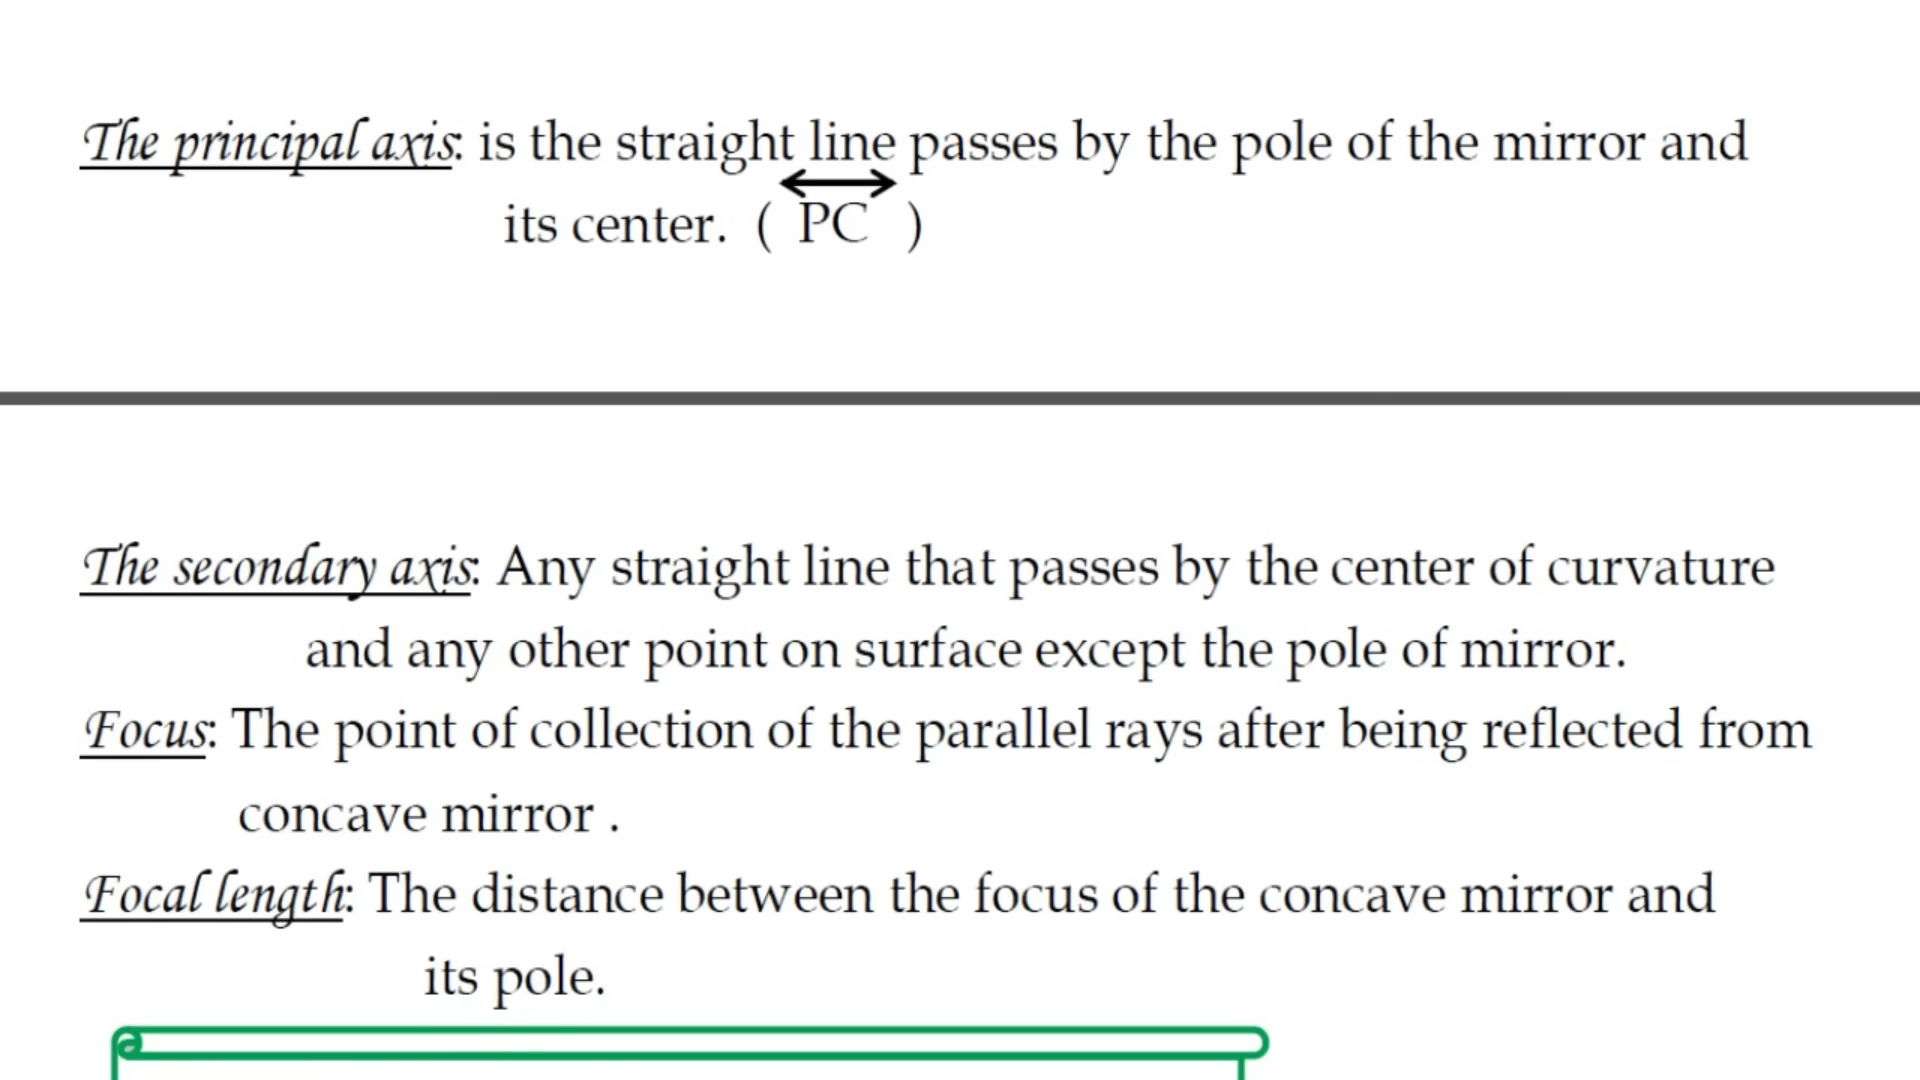 The principal axis: is the straight line passes by the pole of the mirror and
its center. ( PC )
The secondary axis: Any straight line that passes by the center of curvature
and any other point on surface except the pole of mirror.
Focus: The point of collection of the parallel rays after being reflected from
concave mirror .
Focal length: The distance between the focus of the concave mirror and
its pole.